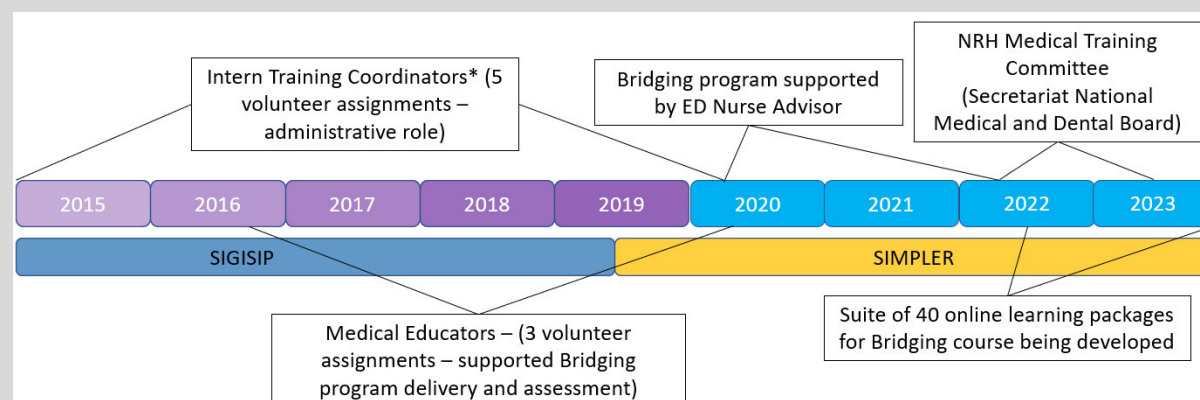 Intern Training Coordinators* (5
volunteer assignments –
administrative role)
Bridging program supported
by ED Nurse Advisor
NRH Medical Training
Committee
(Secretariat National
Medical and Dental Board)
2015 2016 2017 2018 2019 2020 2021 2022 2023
SIGISIP SIMPLER
Medical Educators – (3 volunteer
assignments – supported Bridging
program delivery and assessment)
Suite of 40 online learning packages
for Bridging course being developed